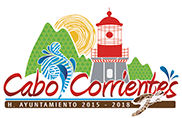 Cabo Corrientes
H. AYUNTAMIENTO 2015 - 2018